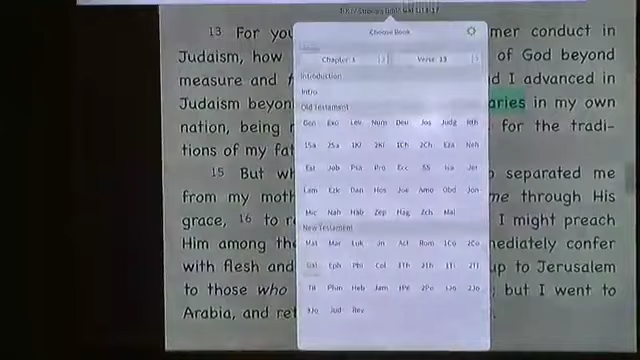 13 For you mer conduct in
Judaism, how of God beyond
measure and d I advanced in
Judaism beyon aries in my own
nation, being for the tradi-
tions of my fat
15 But wh separated me
from my moth me through His
grace, 16 to re I might preach
Him among the mediately confer
with flesh and up to Jerusalem
to those who ; but I went to
Arabia, and ret
Choose Book
Chapter: 1 Verse: 13
Introduction
Intro
Old Testament
Gen Exo Lev Num Deu Jos Judg Rth
1Sa 2Sa 1Ki 2Ki 1Ch 2Ch Ezr Neh
Est Job Psa Pro Ecc SS Isa Jer
Lam Ezk Dan Hos Joe Amo Obd Jon
Mic Nah Hab Zep Hag Zch Mal
New Testament
Mat Mar Luk Jn Act Rom 1Co 2Co
Gal Eph Phi Col 1Th 2Th 1Ti 2Ti
Tit Phm Heb Jam 1Pe 2Pe 1Jo 2Jo
3Jo Jud Rev